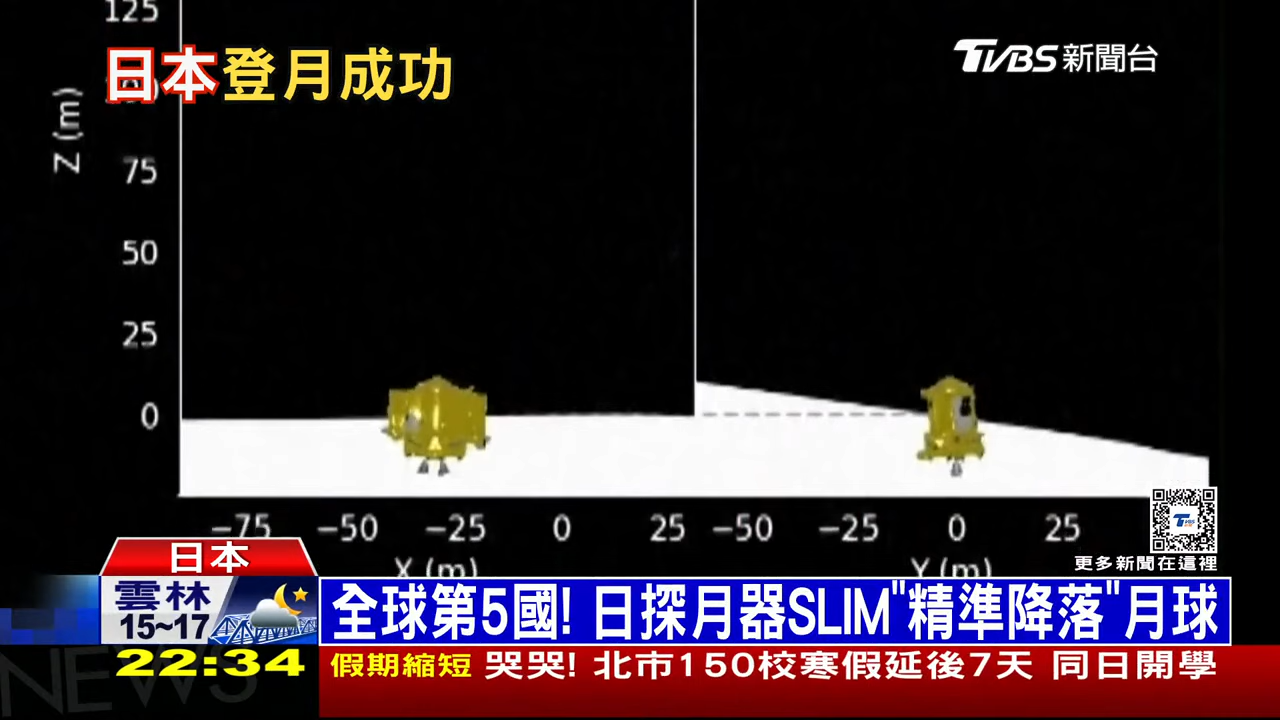 125
日本登月成功
TVBS新聞台
Z (m)
75
50
25
0
−75 −50 −25 0 25 −50 −25 0 25
X (m) Y (m)
TVBS
更多新聞在這裡
日本
雲林
15~17
全球第5國! 日探月器SLIM"精準降落"月球
22:34
假期縮短 哭哭! 北市150校寒假延後7天 同日開學
NEWS